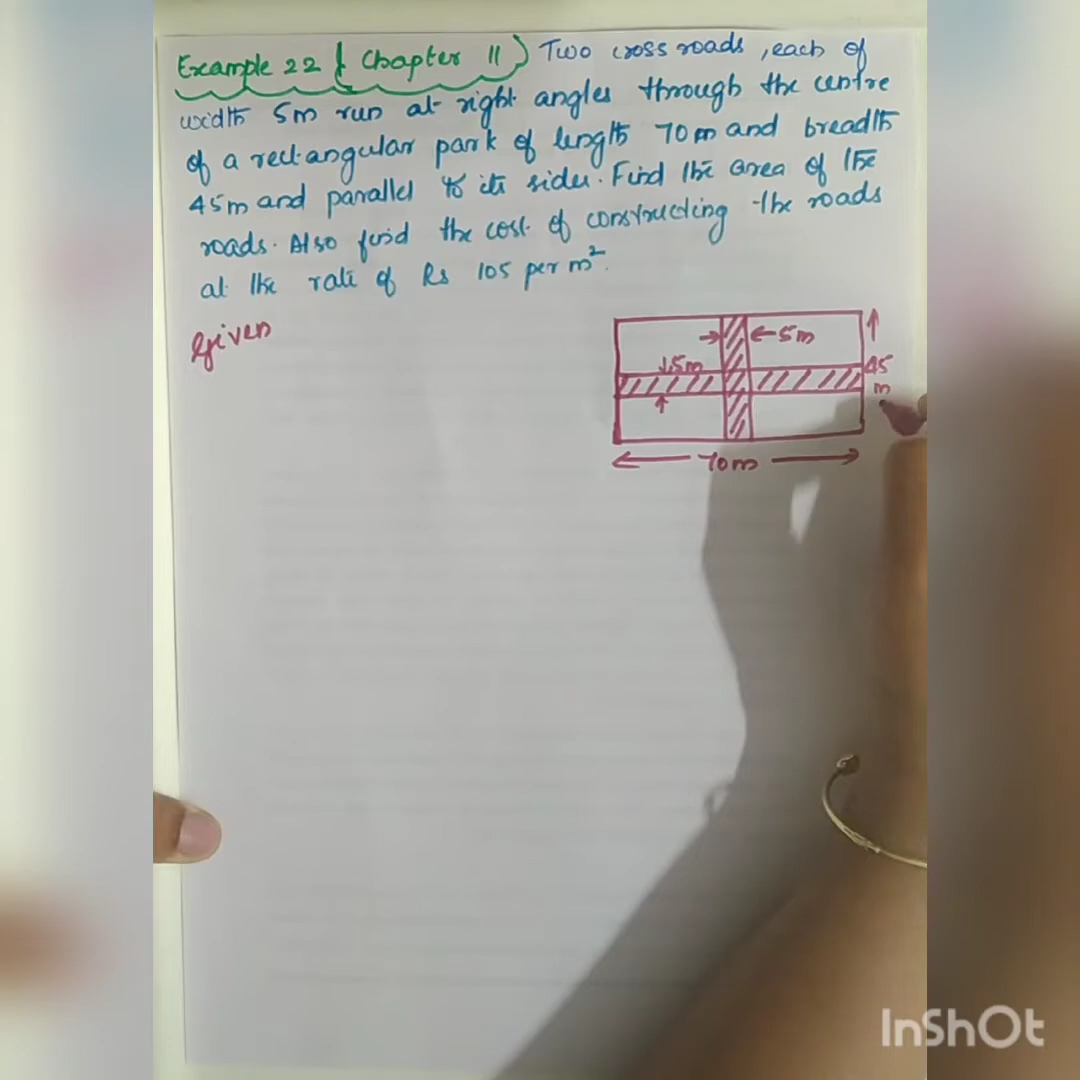 Example 22 { Chapter 11 } Two cross roads, each of
width 5m run at right angles through the centre
of a rectangular park of length 70m and breadth
45m and parallel to its sides. Find the area of the
roads. Also find the cost of constructing the roads
at the rate of Rs 105 per m².
Given
5m
5m
45
m
70m
InShOt